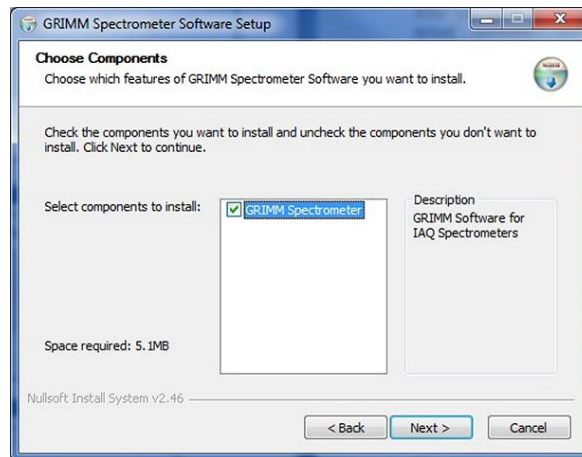 GRIMM Spectrometer Software Setup
Choose Components
Choose which features of GRIMM Spectrometer Software you want to install.
Check the components you want to install and uncheck the components you don't want to
install. Click Next to continue.
Select components to install:
GRIMM Spectrometer
Description
GRIMM Software for
IAQ Spectrometers
Space required: 5.1MB
Nullsoft Install System v2.46
< Back
Next >
Cancel